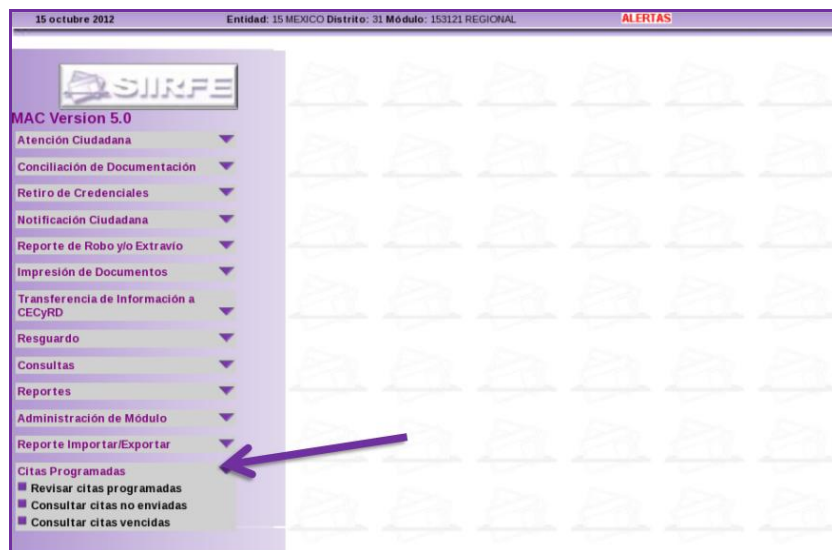 15 octubre 2012 Entidad: 15 MEXICO Distrito: 31 Módulo: 153121 REGIONAL ALERTAS
SIIRFE
MAC Version 5.0
Atención Ciudadana
Conciliación de Documentación
Retiro de Credenciales
Notificación Ciudadana
Reporte de Robo y/o Extravío
Impresión de Documentos
Transferencia de Información a
CECyRD
Resguardo
Consultas
Reportes
Administración de Módulo
Reporte Importar/Exportar
Citas Programadas
Revisar citas programadas
Consultar citas no enviadas
Consultar citas vencidas